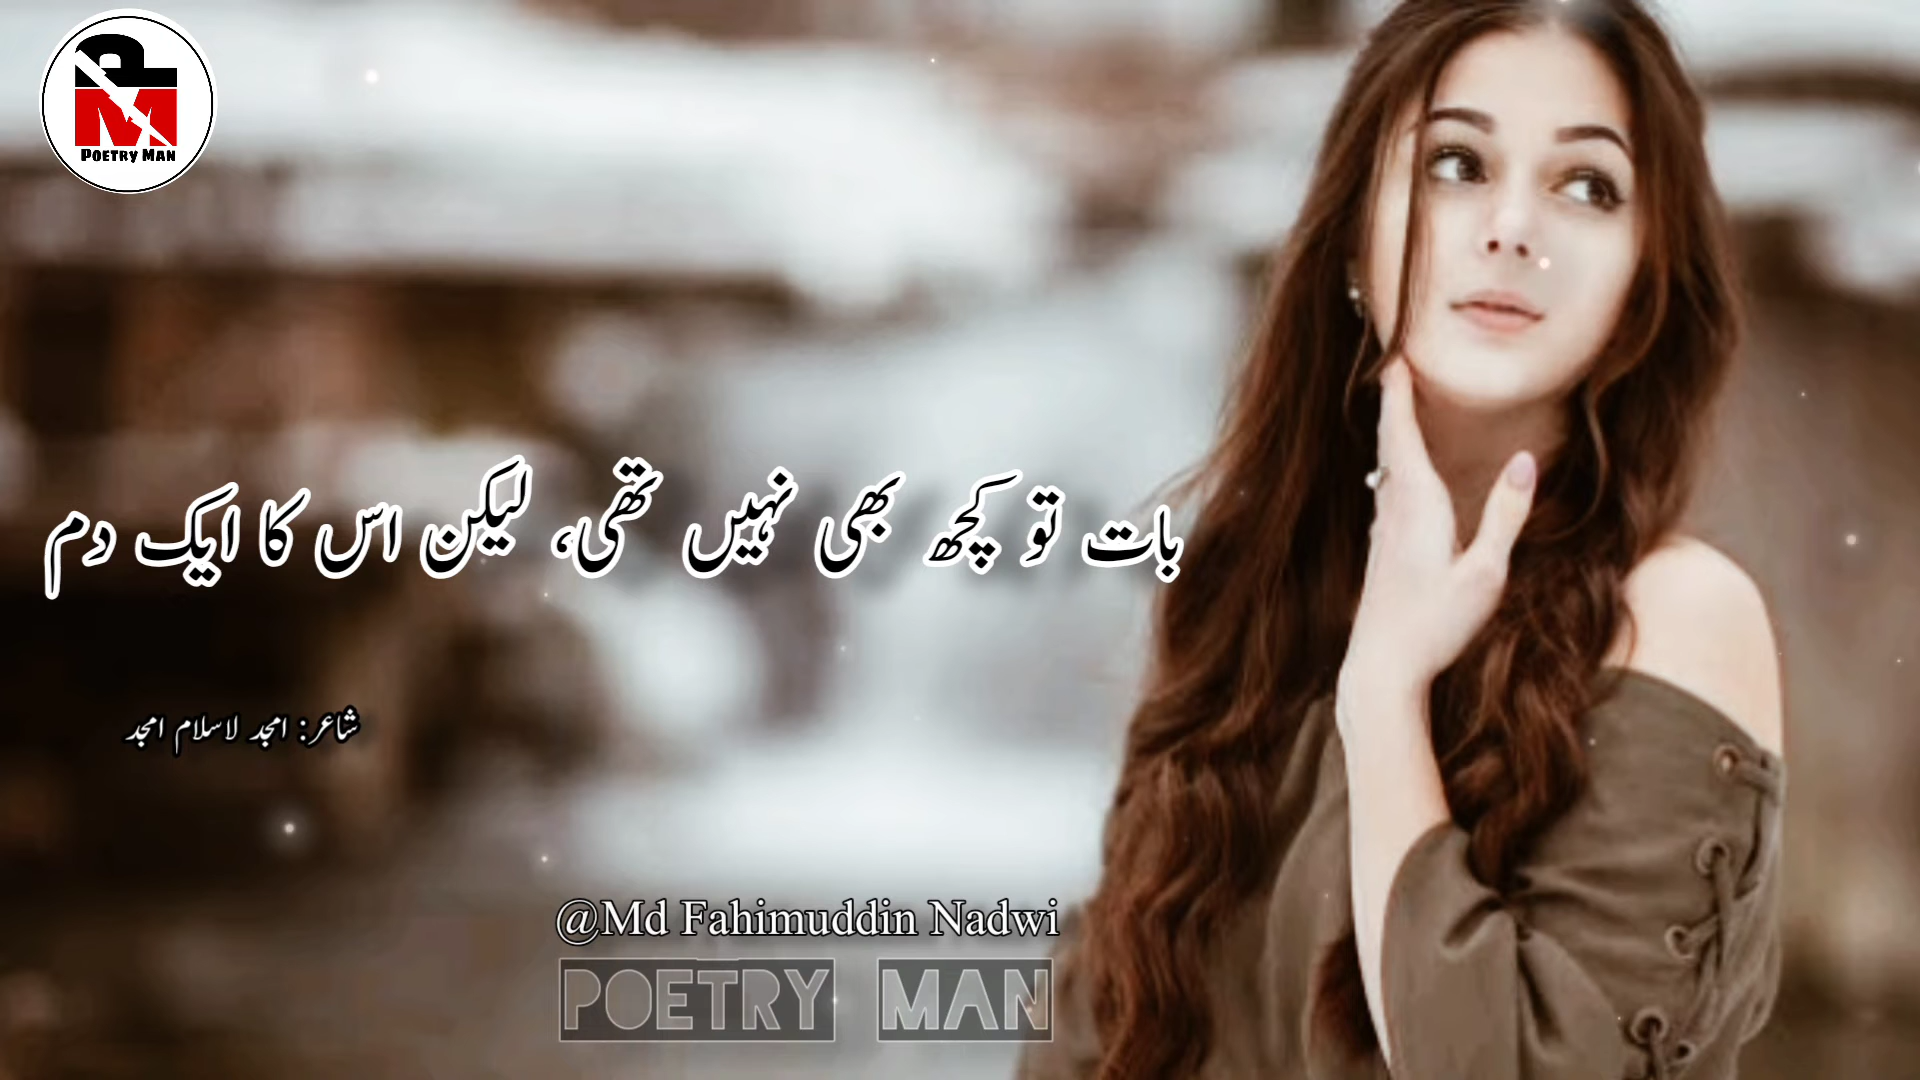 POETRY MAN
بات تو کچھ بھی نہیں تھی، لیکن اس کا ایک دم
شاعر: امجد لاسلام امجد
@Md Fahimuddin Nadwi
POETRY MAN